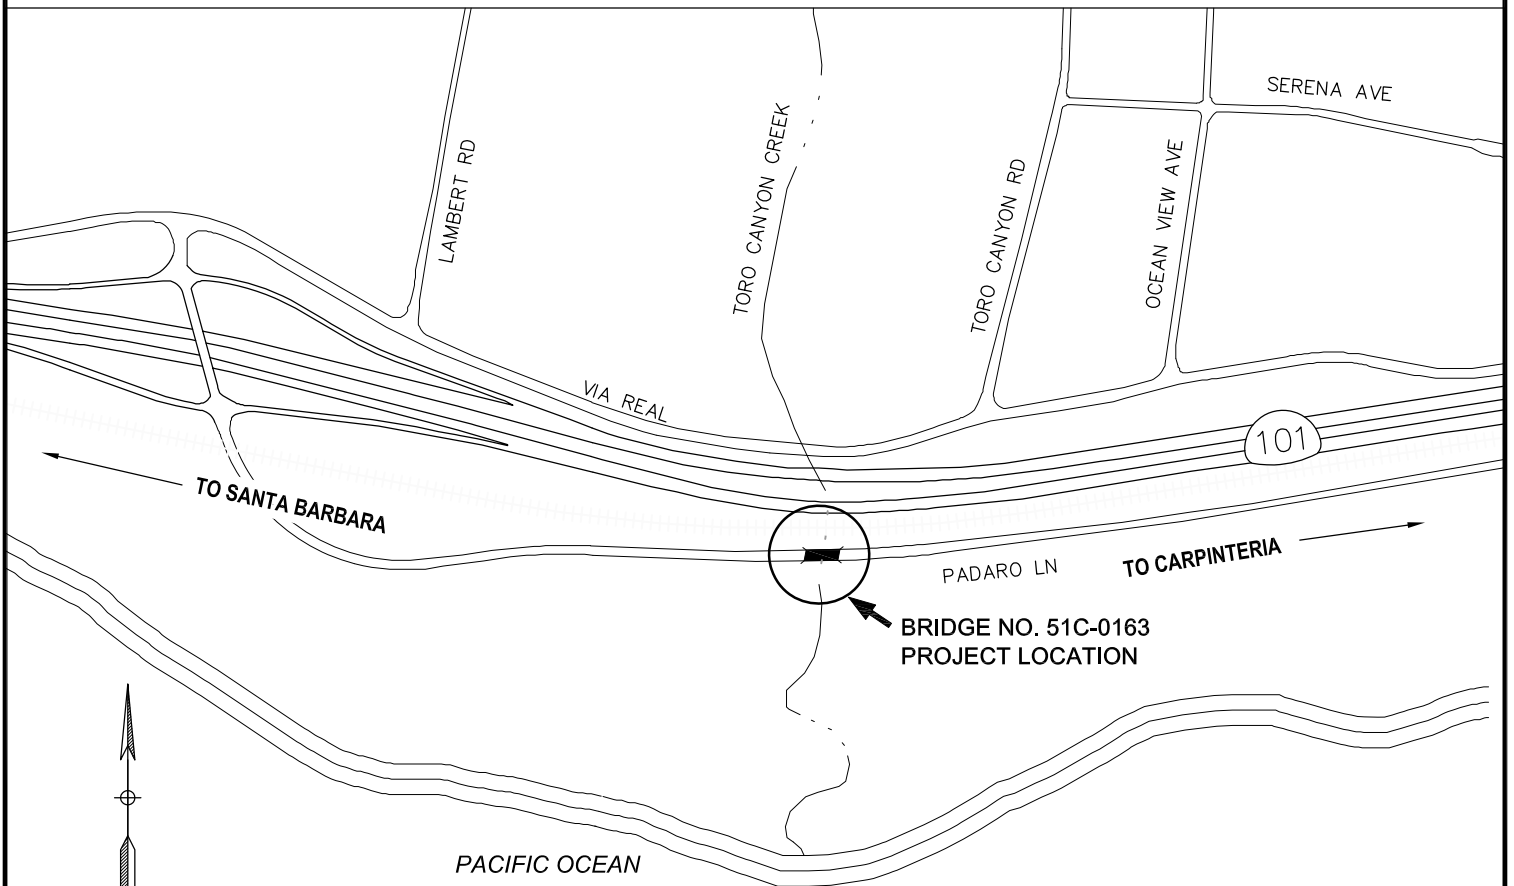 SERENA AVE
LAMBERT RD
TORO CANYON CREEK
TORO CANYON RD
OCEAN VIEW AVE
VIA REAL
101
TO SANTA BARBARA
PADARO LN
TO CARPINTERIA
BRIDGE NO. 51C-0163
PROJECT LOCATION
PACIFIC OCEAN